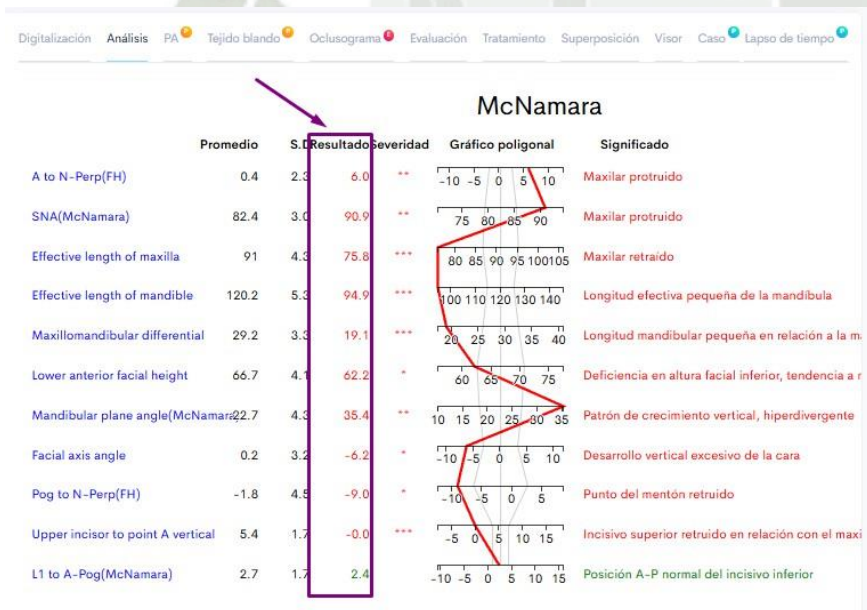 Digitalización Análisis PA P Tejido blando P Oclusograma E Evaluación Tratamiento Superposición Visor Caso P Lapso de tiempo P
McNamara
Promedio S.D Resultado Severidad Gráfico poligonal Significado
A to N-Perp(FH) 0.4 2.3 6.0 ** -10 -5 0 5 10 Maxilar protruido
SNA(McNamara) 82.4 3.0 90.9 ** 75 80 85 90 Maxilar protruido
Effective length of maxilla 91 4.3 75.8 *** 80 85 90 95 100 105 Maxilar retraído
Effective length of mandible 120.2 5.3 94.9 *** 100 110 120 130 140 Longitud efectiva pequeña de la mandíbula
Maxillomandibular differential 29.2 3.3 19.1 *** 20 25 30 35 40 Longitud mandibular pequeña en relación a la m
Lower anterior facial height 66.7 4.1 62.2 * 60 65 70 75 Deficiencia en altura facial inferior, tendencia a r
Mandibular plane angle(McNamara 22.7 4.3 35.4 ** 10 15 20 25 30 35 Patrón de crecimiento vertical, hiperdivergente
Facial axis angle 0.2 3.2 -6.2 * -10 -5 0 5 10 Desarrollo vertical excesivo de la cara
Pog to N-Perp(FH) -1.8 4.5 -9.0 * -10 -5 0 5 Punto del mentón retruido
Upper incisor to point A vertical 5.4 1.7 -0.0 *** -5 0 5 10 15 Incisivo superior retruido en relación con el maxi
L1 to A-Pog(McNamara) 2.7 1.7 2.4 -10 -5 0 5 10 15 Posición A-P normal del incisivo inferior